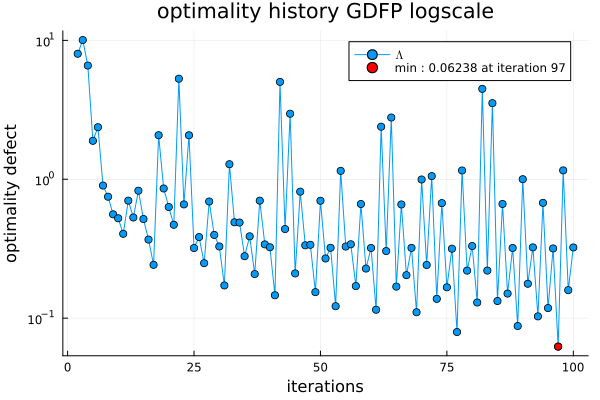 optimality history GDFP logscale
Λ
min : 0.06238 at iteration 97
optimality defect
10¹
10⁰
10⁻¹
0
25
50
75
100
iterations